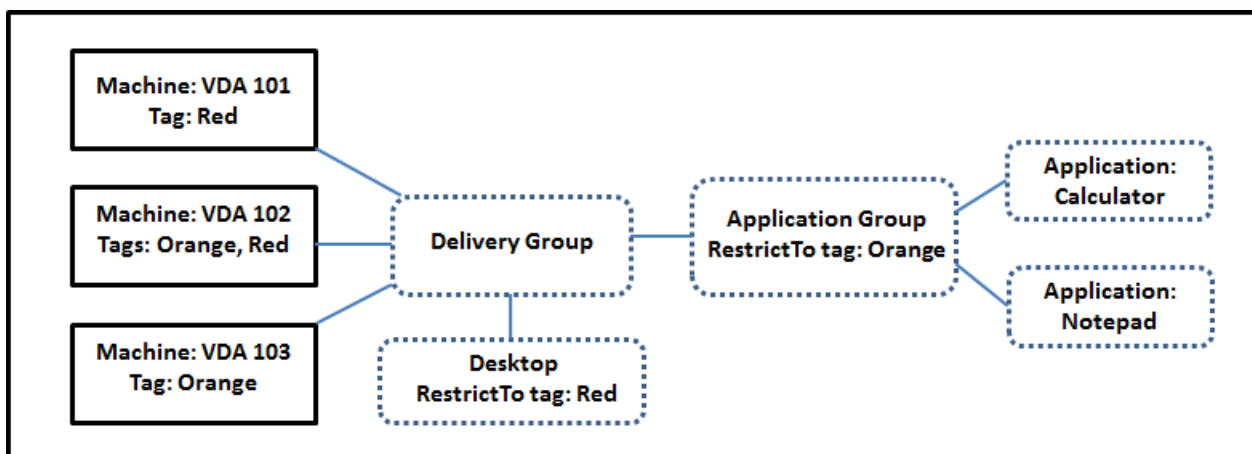 Machine: VDA 101
Tag: Red
Machine: VDA 102
Tags: Orange, Red
Machine: VDA 103
Tag: Orange
Delivery Group
Desktop
RestrictTo tag: Red
Application Group
RestrictTo tag: Orange
Application:
Calculator
Application:
Notepad